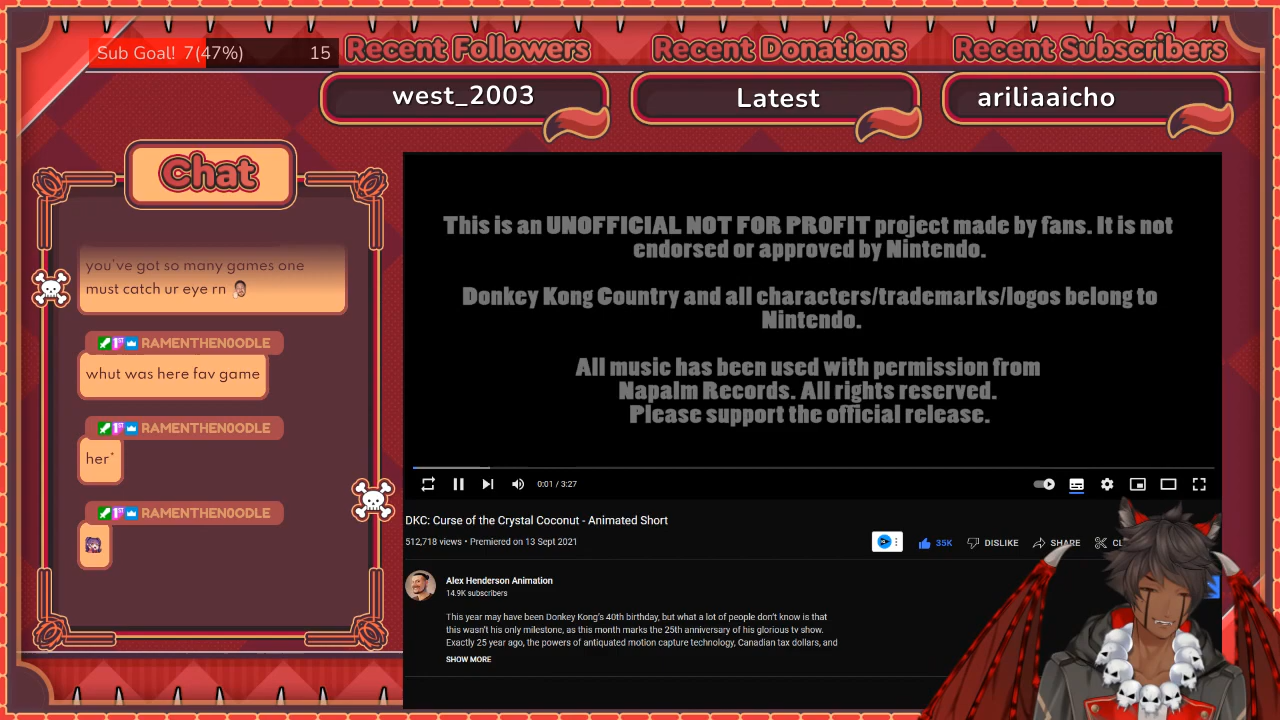 Sub Goal! 7(47%) 15
Recent Followers
Recent Donations
Recent Subscribers
west_2003
Latest
ariliaaicho
Chat
you've got so many games one
must catch ur eye rn
1ST RAMENTHEN0ODLE
whut was here fav game
1ST RAMENTHEN0ODLE
her*
1ST RAMENTHEN0ODLE
This is an UNOFFICIAL NOT FOR PROFIT project made by fans. It is not
endorsed or approved by Nintendo.
Donkey Kong Country and all characters/trademarks/logos belong to
Nintendo.
All music has been used with permission from
Napalm Records. All rights reserved.
Please support the official release.
0:01 / 3:27
DKC: Curse of the Crystal Coconut - Animated Short
512,718 views • Premiered on 13 Sept 2021
35K
DISLIKE
SHARE
CL
Alex Henderson Animation
14.9K subscribers
This year may have been Donkey Kong's 40th birthday, but what a lot of people don't know is that
this wasn't his only milestone, as this month marks the 25th anniversary of his glorious tv show.
Exactly 25 year ago, the powers of antiquated motion capture technology, Canadian tax dollars, and
SHOW MORE